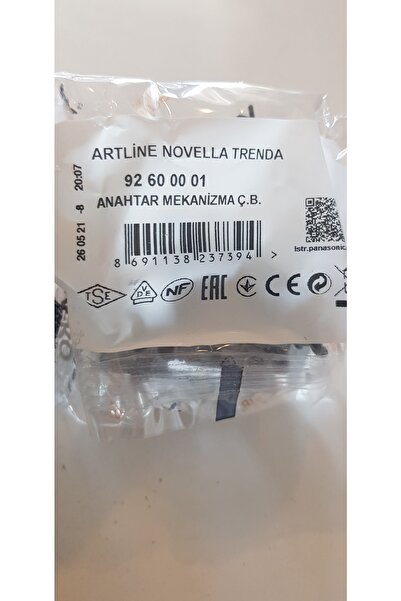 ARTLİNE NOVELLA TRENDA
92 60 00 01
ANAHTAR MEKANİZMA Ç.B.
26 05 21 -8 20:07
8 691138 237394 >
lstr.panasonic.
TSE VDE NF EAC CE